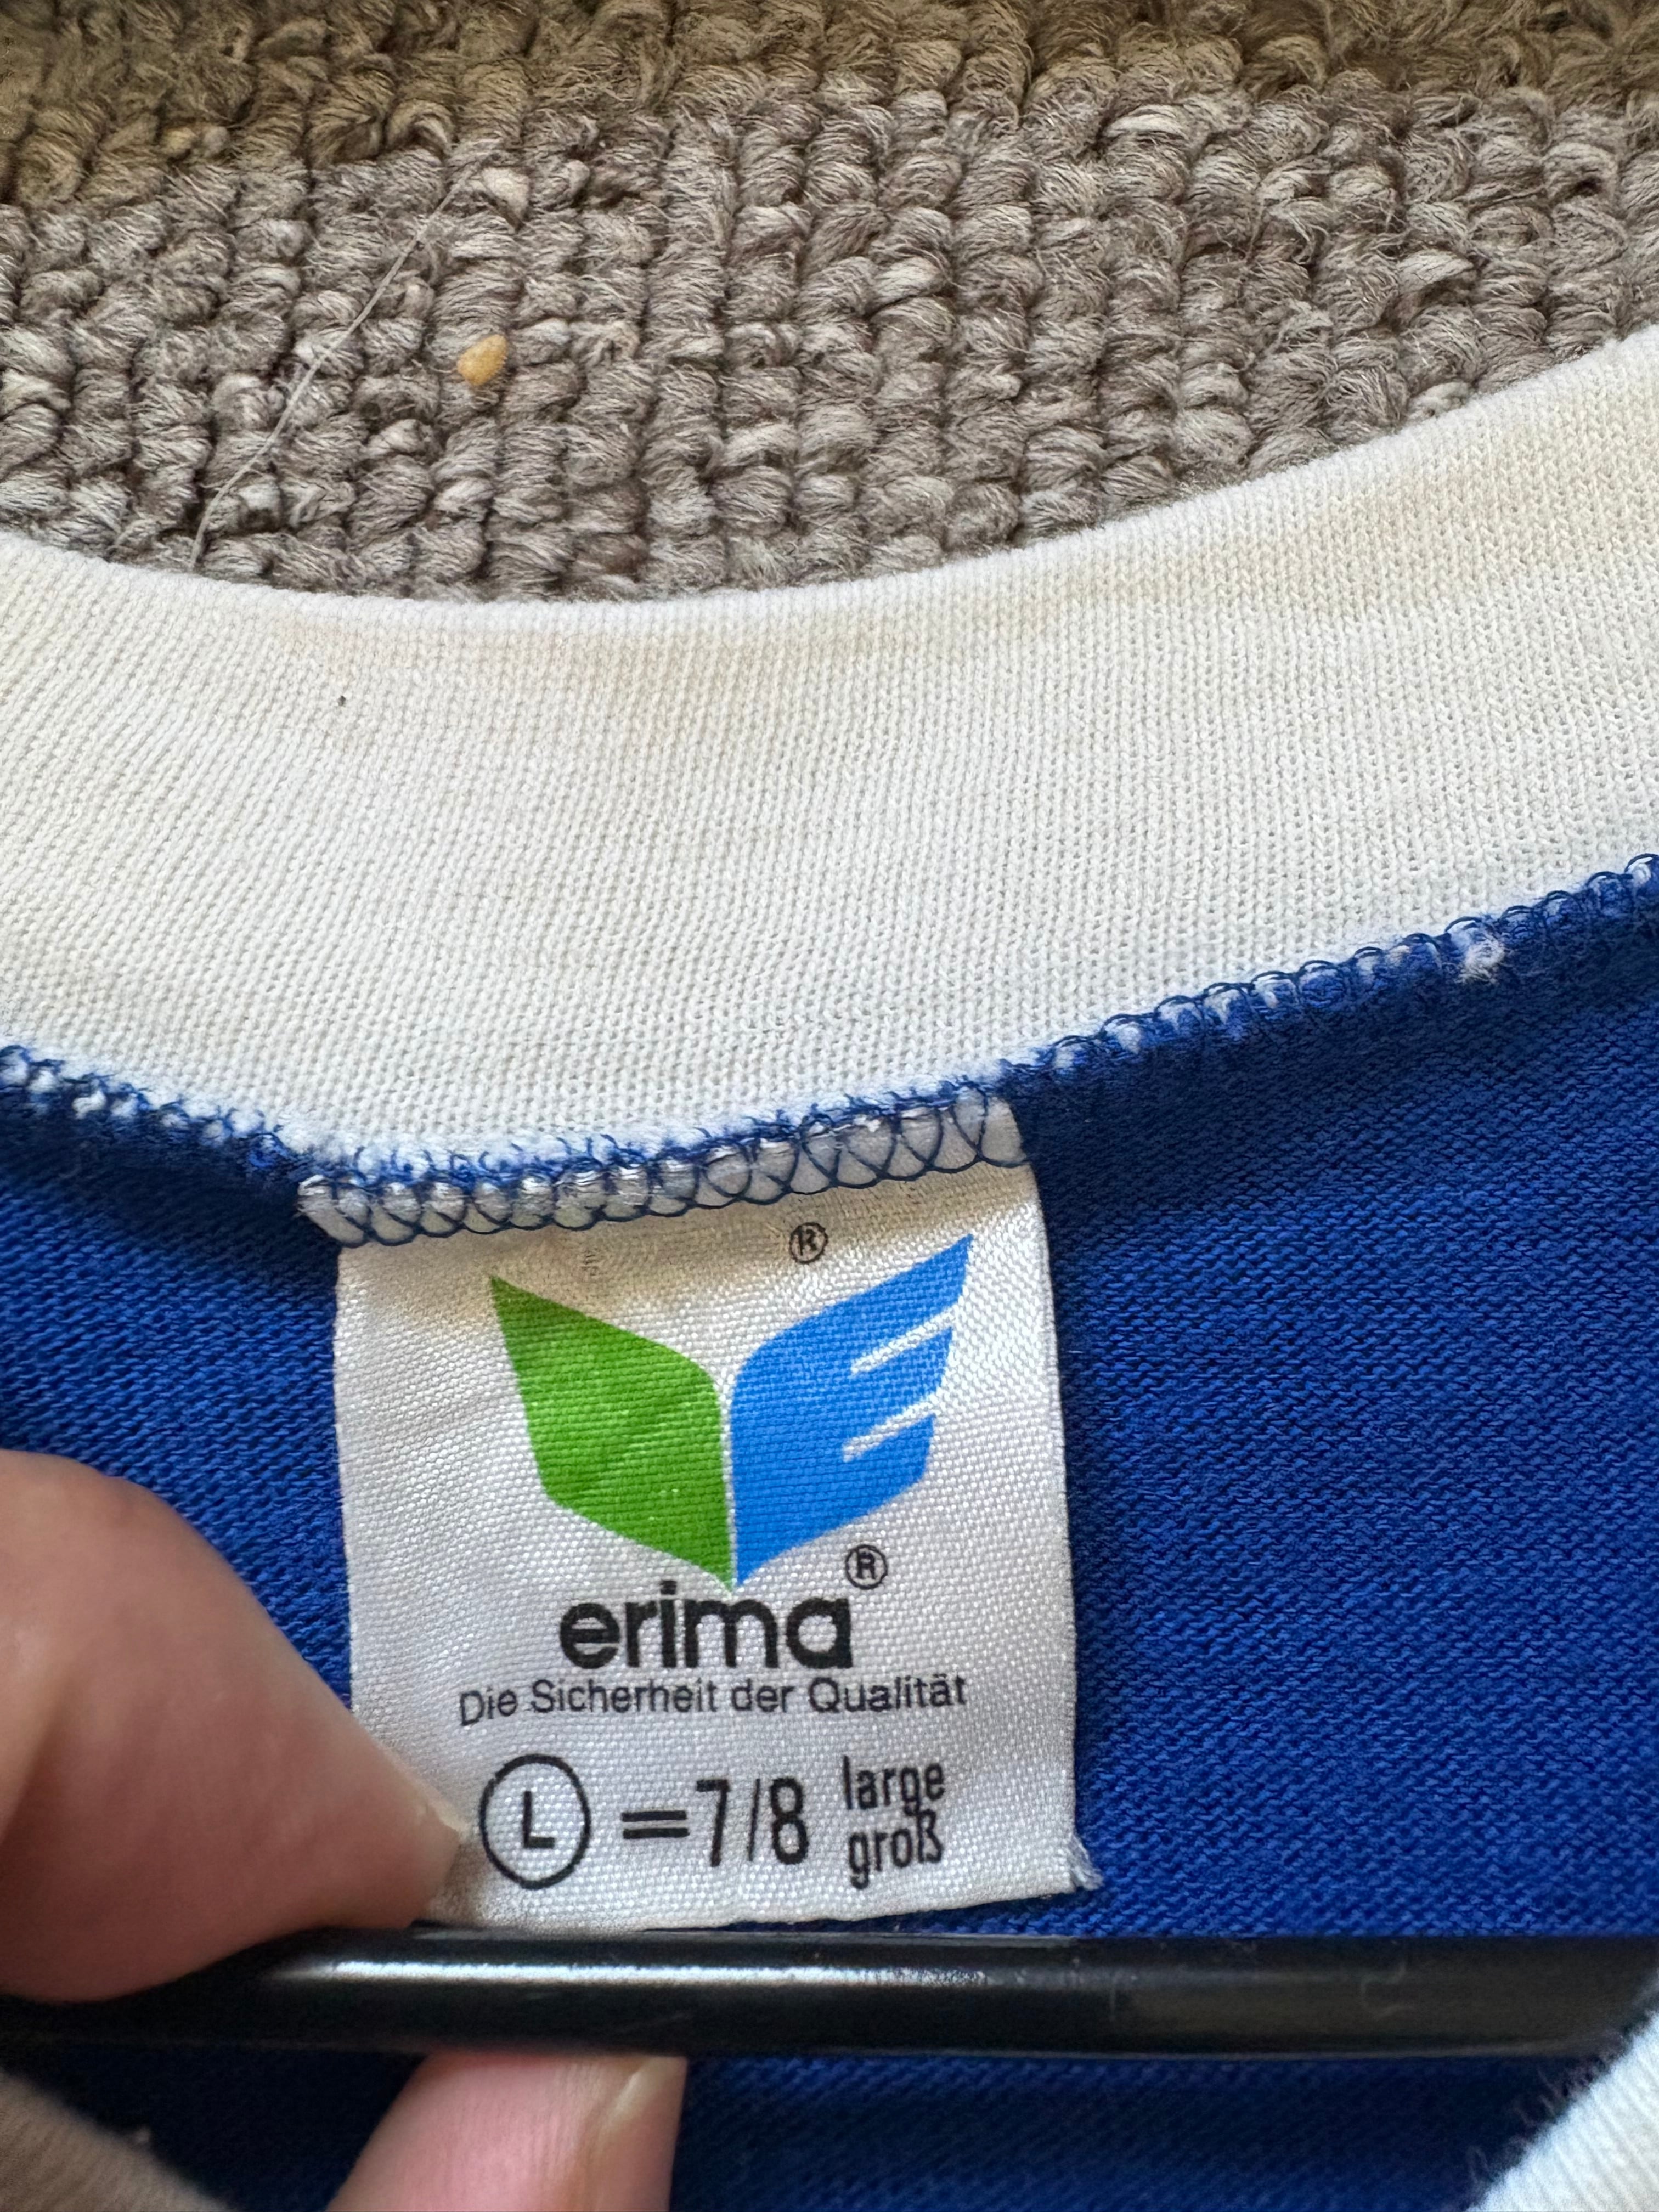 ®
erima®
Die Sicherheit der Qualität
Ⓛ = 7/8 large
groß